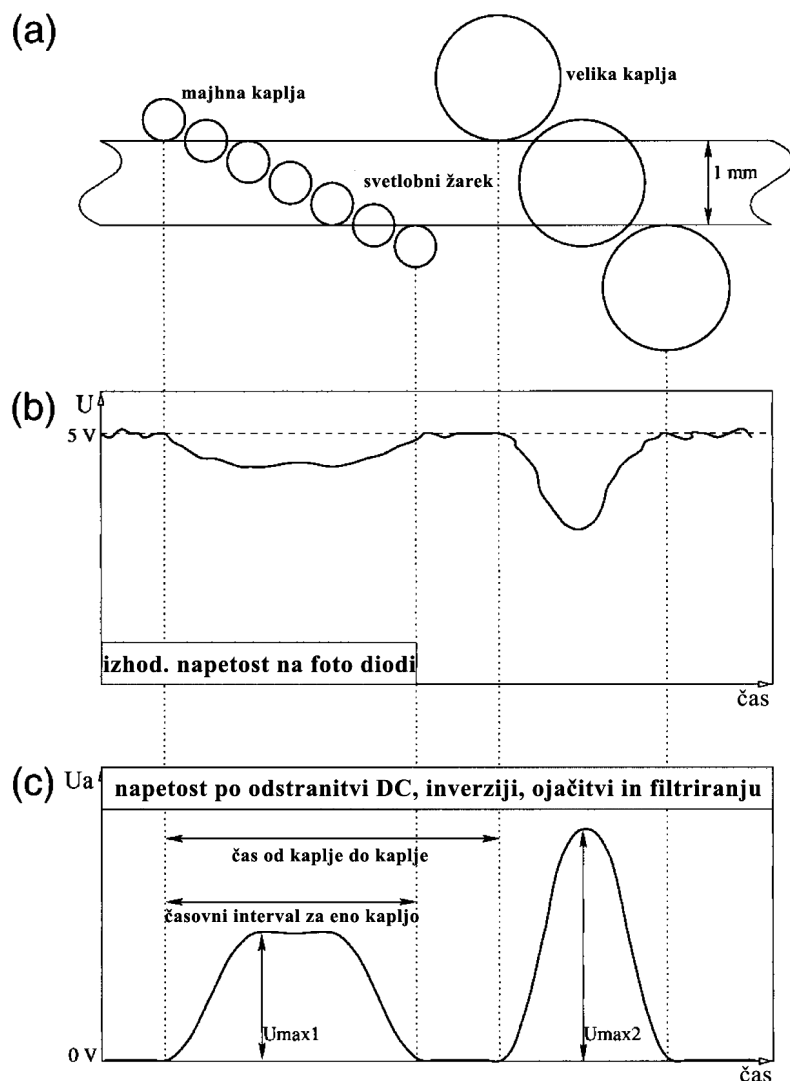 (a)
majhna kaplja
velika kaplja
svetlobni žarek
1 mm
(b)
U
5 V
izhod. napetost na foto diodi
čas
(c)
Ua
napetost po odstranitvi DC, inverziji, ojačitvi in filtriranju
čas od kaplje do kaplje
časovni interval za eno kapljo
Umax1
Umax2
0 V
čas